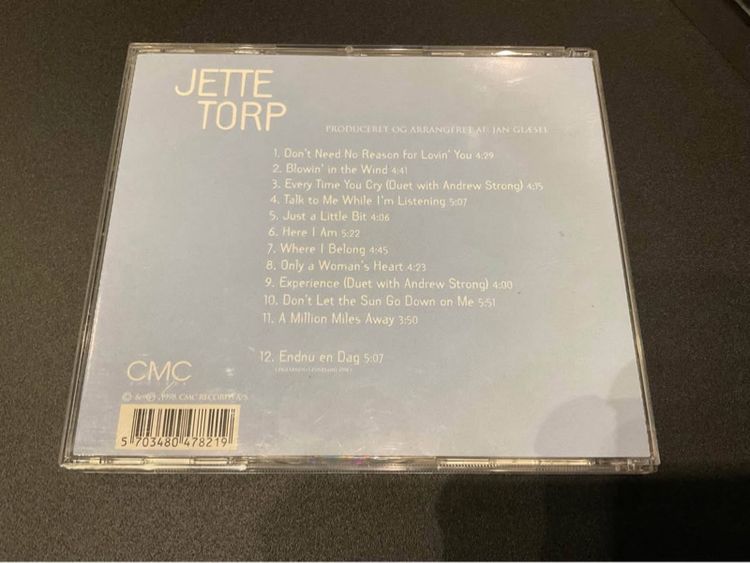 JETTE
TORP
PRODUCERET OG ARRANGERET AF: JAN GLÆSEL
1. Don't Need No Reason for Lovin' You 4:29
2. Blowin' in the Wind 4:41
3. Every Time You Cry (Duet with Andrew Strong) 4:15
4. Talk to Me While I'm Listening 5:07
5. Just a Little Bit 4:06
6. Here I Am 5:22
7. Where I Belong 4:45
8. Only a Woman's Heart 4:23
9. Experience (Duet with Andrew Strong) 4:00
10. Don't Let the Sun Go Down on Me 5:51
11. A Million Miles Away 3:50
12. Endnu en Dag 5:07
CMC
© & ℗ 1998 CMC RECORDS A/S
5 703480 478219